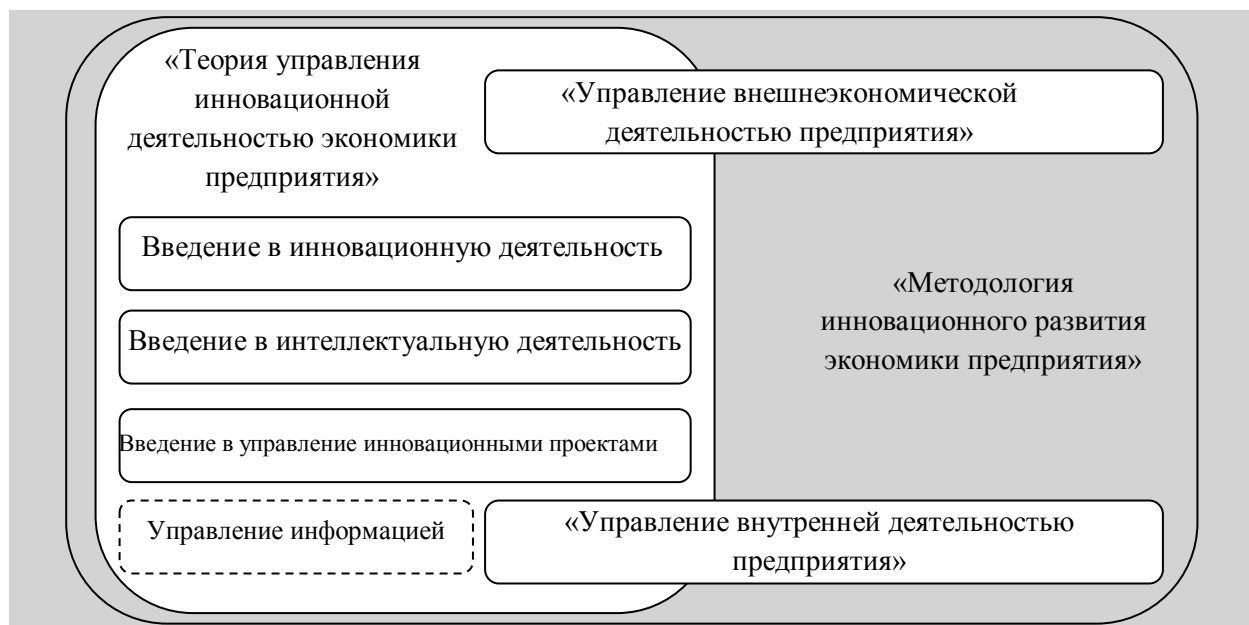 «Теория управления
инновационной
деятельностью экономики
предприятия»
«Управление внешнеэкономической
деятельностью предприятия»
Введение в инновационную деятельность
Введение в интеллектуальную деятельность
Введение в управление инновационными проектами
«Методология
инновационного развития
экономики предприятия»
Управление информацией
«Управление внутренней деятельностью
предприятия»